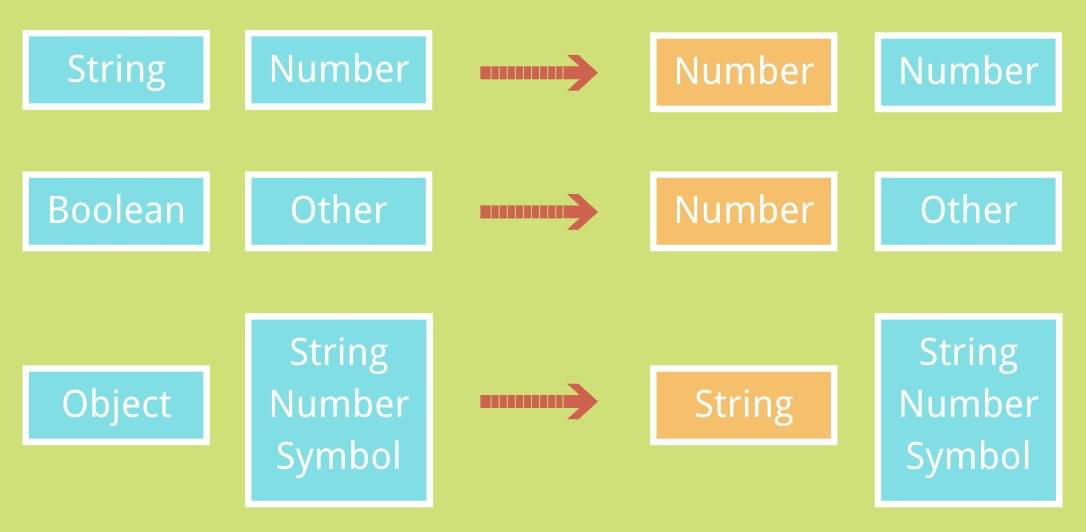 String Number Number Number
Boolean Other Number Other
String String
Number Number
Object String
Symbol Symbol